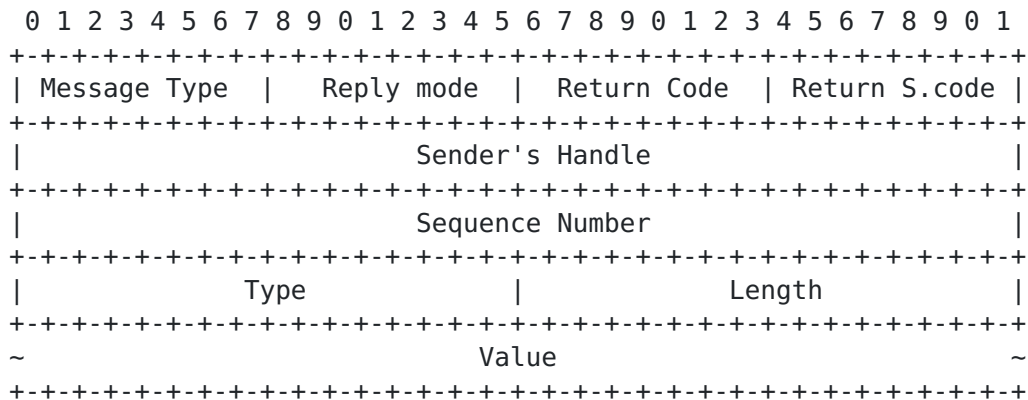 0 1 2 3 4 5 6 7 8 9 0 1 2 3 4 5 6 7 8 9 0 1 2 3 4 5 6 7 8 9 0 1
+-+-+-+-+-+-+-+-+-+-+-+-+-+-+-+-+-+-+-+-+-+-+-+-+-+-+-+-+-+-+-+-+
| Message Type  |   Reply mode  |  Return Code  | Return S.code |
+-+-+-+-+-+-+-+-+-+-+-+-+-+-+-+-+-+-+-+-+-+-+-+-+-+-+-+-+-+-+-+-+
|                         Sender's Handle                       |
+-+-+-+-+-+-+-+-+-+-+-+-+-+-+-+-+-+-+-+-+-+-+-+-+-+-+-+-+-+-+-+-+
|                         Sequence Number                       |
+-+-+-+-+-+-+-+-+-+-+-+-+-+-+-+-+-+-+-+-+-+-+-+-+-+-+-+-+-+-+-+-+
|              Type             |             Length            |
+-+-+-+-+-+-+-+-+-+-+-+-+-+-+-+-+-+-+-+-+-+-+-+-+-+-+-+-+-+-+-+-+
~                             Value                             ~
+-+-+-+-+-+-+-+-+-+-+-+-+-+-+-+-+-+-+-+-+-+-+-+-+-+-+-+-+-+-+-+-+